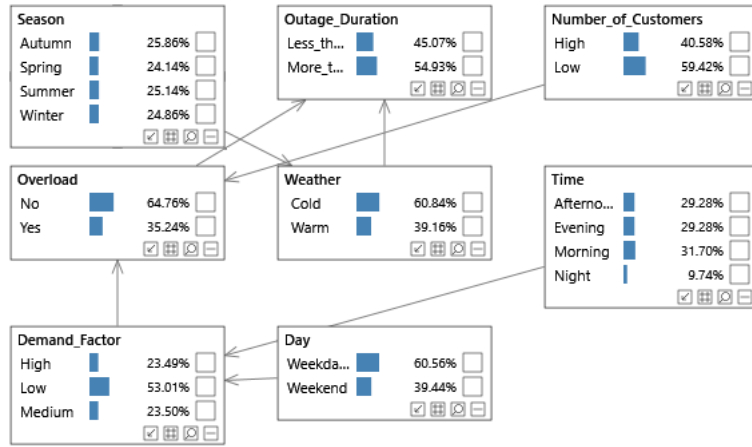 Season
Autumn 25.86%
Spring 24.14%
Summer 25.14%
Winter 24.86%
Outage_Duration
Less_th... 45.07%
More_t... 54.93%
Number_of_Customers
High 40.58%
Low 59.42%
Overload
No 64.76%
Yes 35.24%
Weather
Cold 60.84%
Warm 39.16%
Time
Afterno... 29.28%
Evening 29.28%
Morning 31.70%
Night 9.74%
Demand_Factor
High 23.49%
Low 53.01%
Medium 23.50%
Day
Weekda... 60.56%
Weekend 39.44%